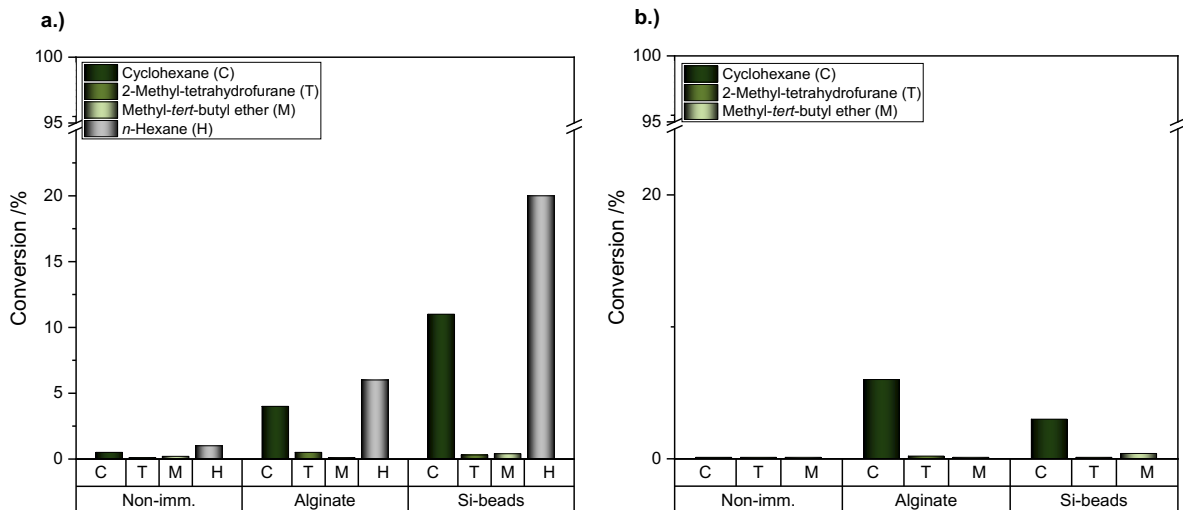 a.)
100
95
20
15
10
5
0
Conversion /%
Cyclohexane (C)
2-Methyl-tetrahydrofurane (T)
Methyl-tert-butyl ether (M)
n-Hexane (H)
C T M H C T M H C T M H
Non-imm. Alginate Si-beads
b.)
100
95
20
0
Conversion /%
Cyclohexane (C)
2-Methyl-tetrahydrofurane (T)
Methyl-tert-butyl ether (M)
C T M C T M C T M
Non-imm. Alginate Si-beads